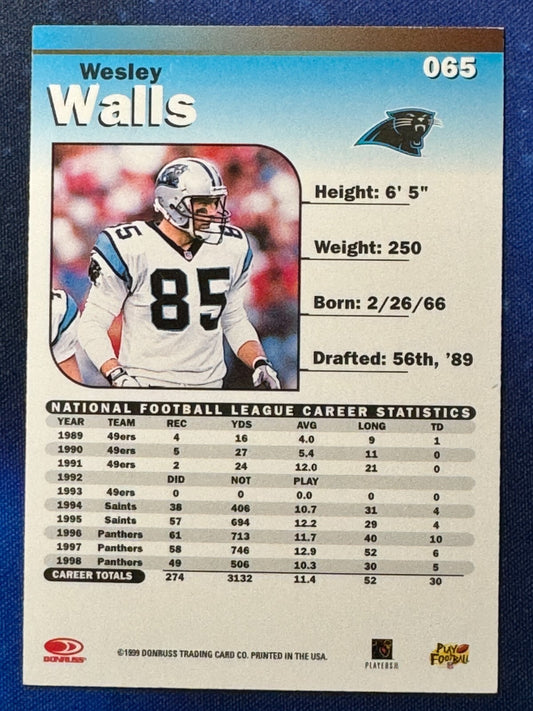 065
Wesley
Walls
85
Height: 6' 5"
Weight: 250
Born: 2/26/66
Drafted: 56th, '89
NATIONAL FOOTBALL LEAGUE CAREER STATISTICS
YEAR TEAM REC YDS AVG LONG TD
1989 49ers 4 16 4.0 9 1
1990 49ers 5 27 5.4 11 0
1991 49ers 2 24 12.0 21 0
1992 DID NOT PLAY
1993 49ers 0 0 0.0 0 0
1994 Saints 38 406 10.7 31 4
1995 Saints 57 694 12.2 29 4
1996 Panthers 61 713 11.7 40 10
1997 Panthers 58 746 12.9 52 6
1998 Panthers 49 506 10.3 30 5
CAREER TOTALS 274 3132 11.4 52 30
DONRUSS
©1999 DONRUSS TRADING CARD CO. PRINTED IN THE USA.
PLAYERS
PLAY FOOTBALL